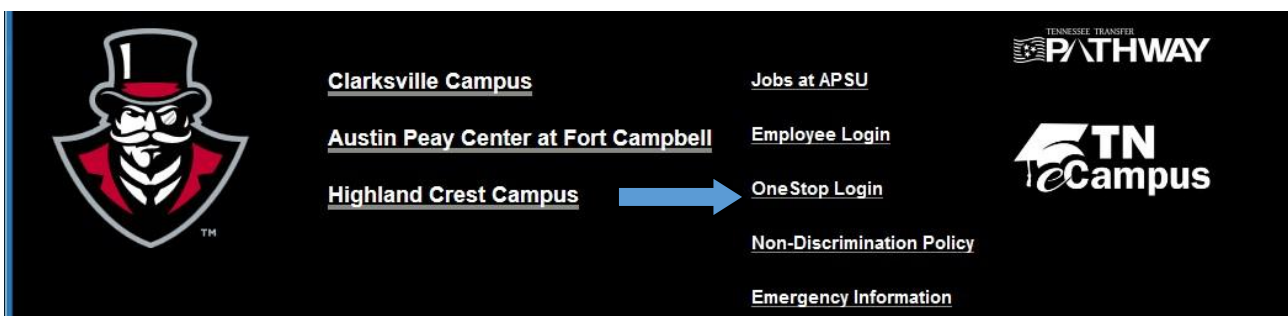 TM
Clarksville Campus
Austin Peay Center at Fort Campbell
Highland Crest Campus
Jobs at APSU
Employee Login
OneStop Login
Non-Discrimination Policy
Emergency Information
TENNESSEE TRANSFER
PATHWAY
TN
eCampus